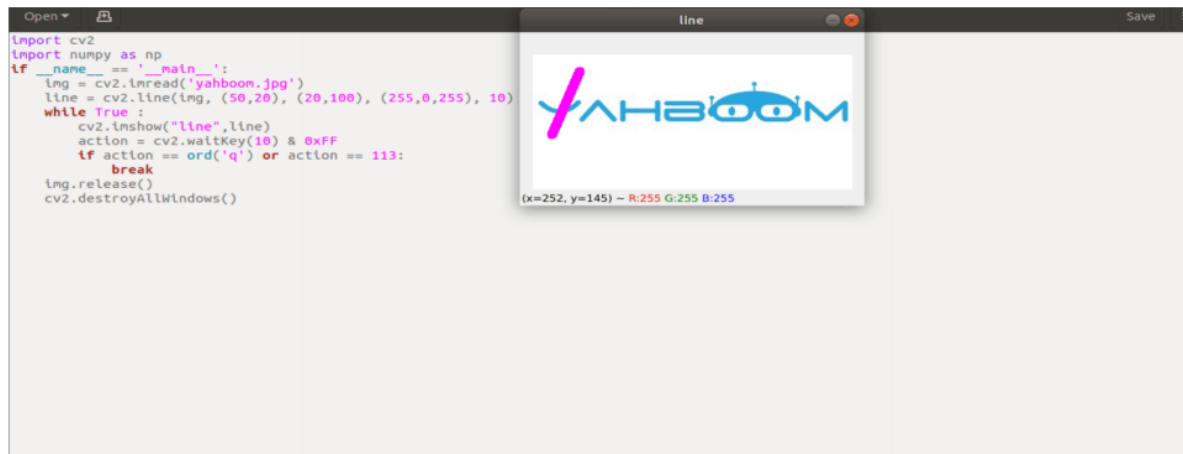 Open
line
Save
import cv2
import numpy as np
if __name__ == '__main__':
    img = cv2.imread('yahboom.jpg')
    line = cv2.line(img, (50,20), (20,100), (255,0,255), 10)
    while True :
        cv2.imshow("line",line)
        action = cv2.waitKey(10) & 0xFF
        if action == ord('q') or action == 113:
            break
    img.release()
    cv2.destroyAllWindows()
YAHBOOM
(x=252, y=145) ~ R:255 G:255 B:255